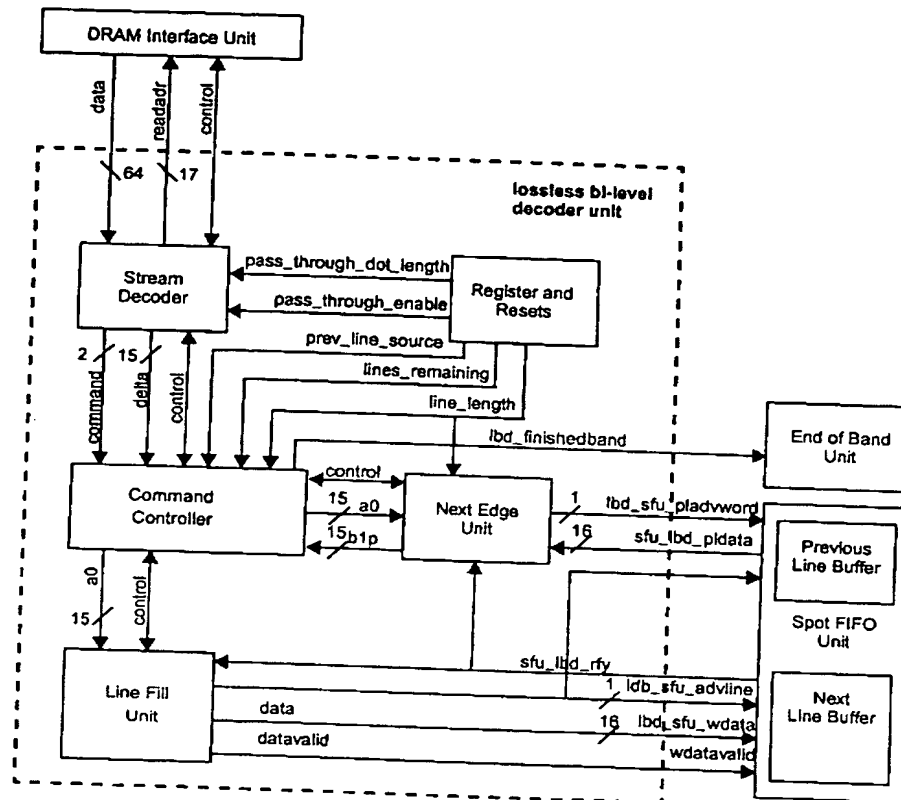 DRAM Interface Unit
data
readadr
control
64
17
lossless bi-level
decoder unit
Stream
Decoder
pass_through_dot_length
pass_through_enable
Register and
Resets
prev_line_source
lines_remaining
line_length
2
15
command
delta
control
lbd_finishedband
End of Band
Unit
Command
Controller
control
15
a0
15
b1p
Next Edge
Unit
1
lbd_sfu_pladvword
16
sfu_lbd_pldata
Previous
Line Buffer
Spot FIFO
Unit
a0
15
control
Line Fill
Unit
sfu_lbd_rfy
1
ldb_sfu_advline
data
16
lbd_sfu_wdata
datavalid
wdatavalid
Next
Line Buffer